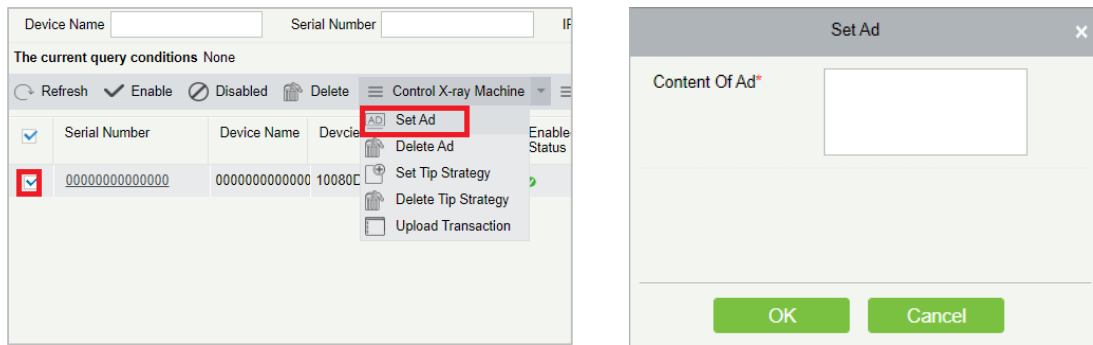 Device Name Serial Number IP
The current query conditions None
Refresh Enable Disabled Delete Control X-ray Machine
Serial Number Device Name Devcie Enable Status
00000000000000 0000000000000 10080D
AD Set Ad
Delete Ad
Set Tip Strategy
Delete Tip Strategy
Upload Transaction
Set Ad
Content Of Ad*
OK Cancel